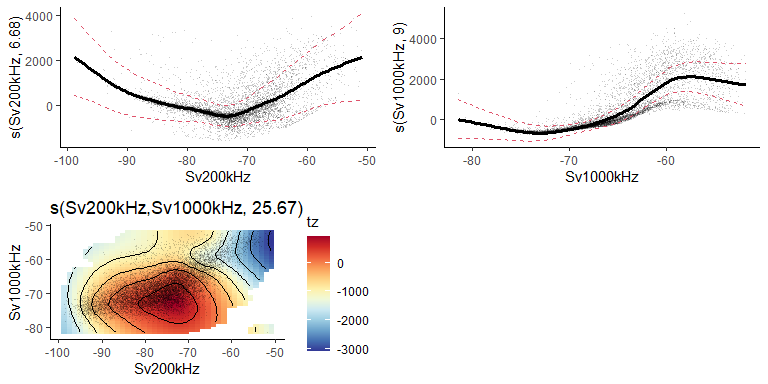 s(Sv200kHz, 6.68)
4000
2000
0
-100 -90 -80 -70 -60 -50
Sv200kHz
s(Sv1000kHz, 9)
4000
2000
0
-80 -70 -60
Sv1000kHz
s(Sv200kHz,Sv1000kHz, 25.67)
Sv1000kHz
-50
-60
-70
-80
-100 -90 -80 -70 -60 -50
Sv200kHz
tz
0
-1000
-2000
-3000